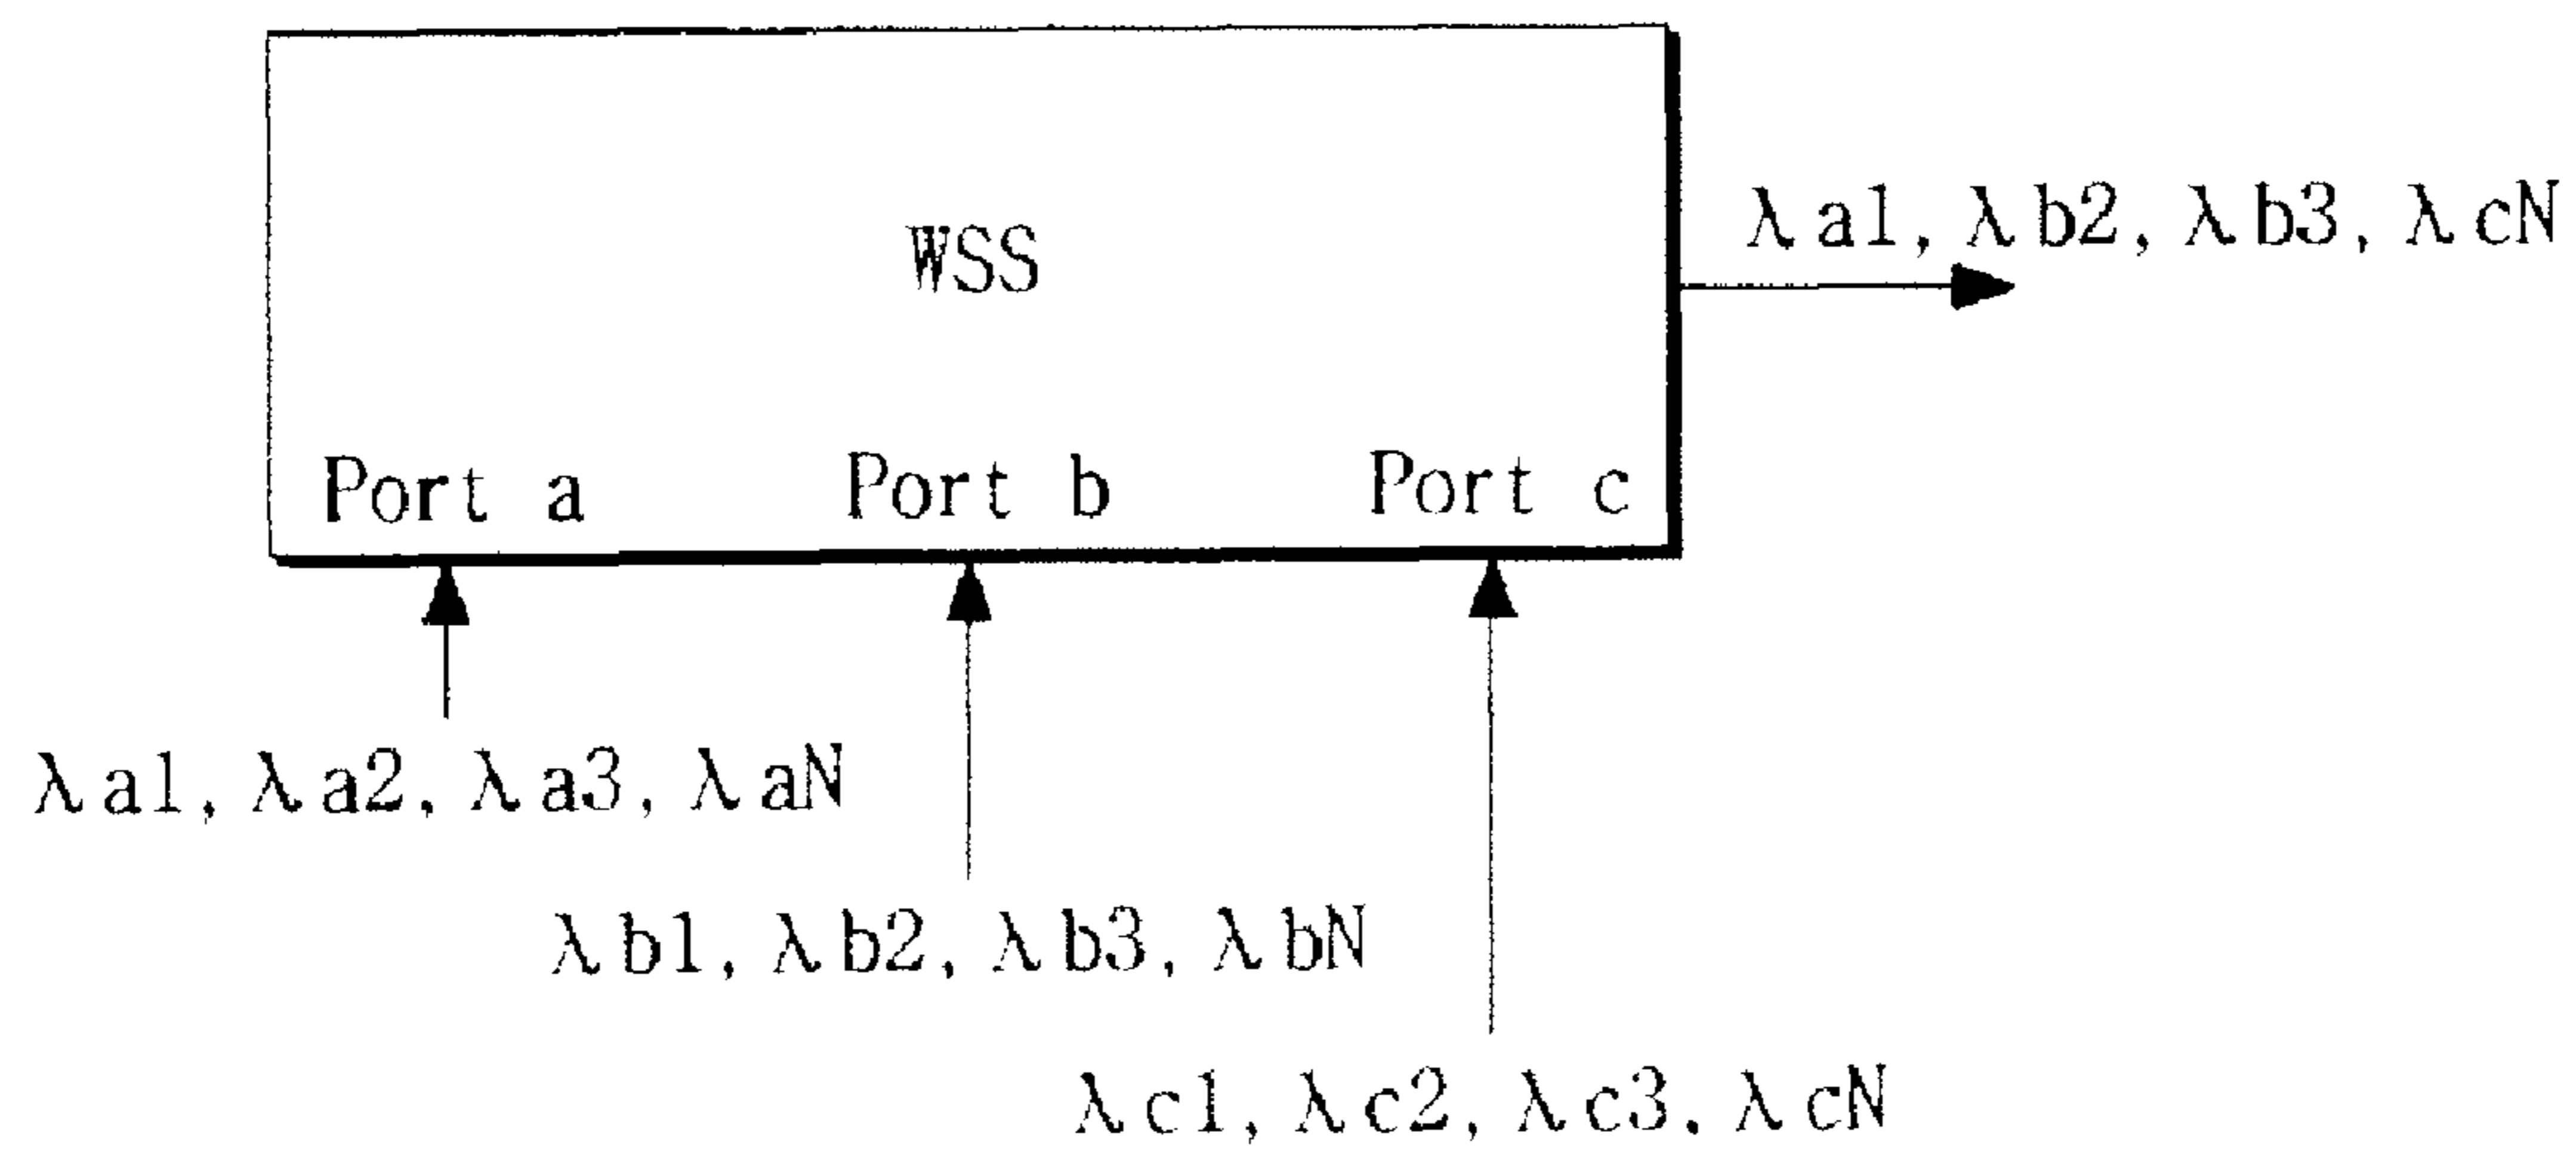 λa1, λb2, λb3, λcN
WSS
Port a Port b Port c
λa1, λa2, λa3, λaN
λb1, λb2, λb3, λbN
λc1, λc2, λc3, λcN